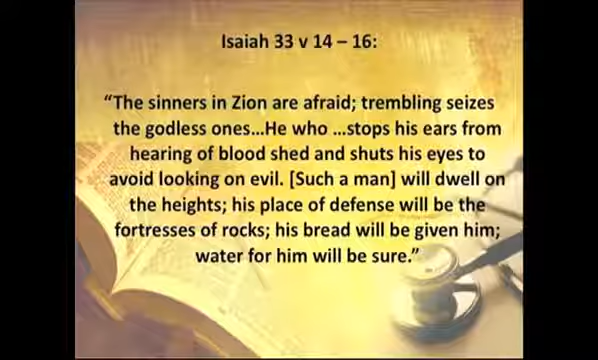 Isaiah 33 v 14 – 16:
“The sinners in Zion are afraid; trembling seizes
the godless ones…He who …stops his ears from
hearing of blood shed and shuts his eyes to
avoid looking on evil. [Such a man] will dwell on
the heights; his place of defense will be the
fortresses of rocks; his bread will be given him;
water for him will be sure.”